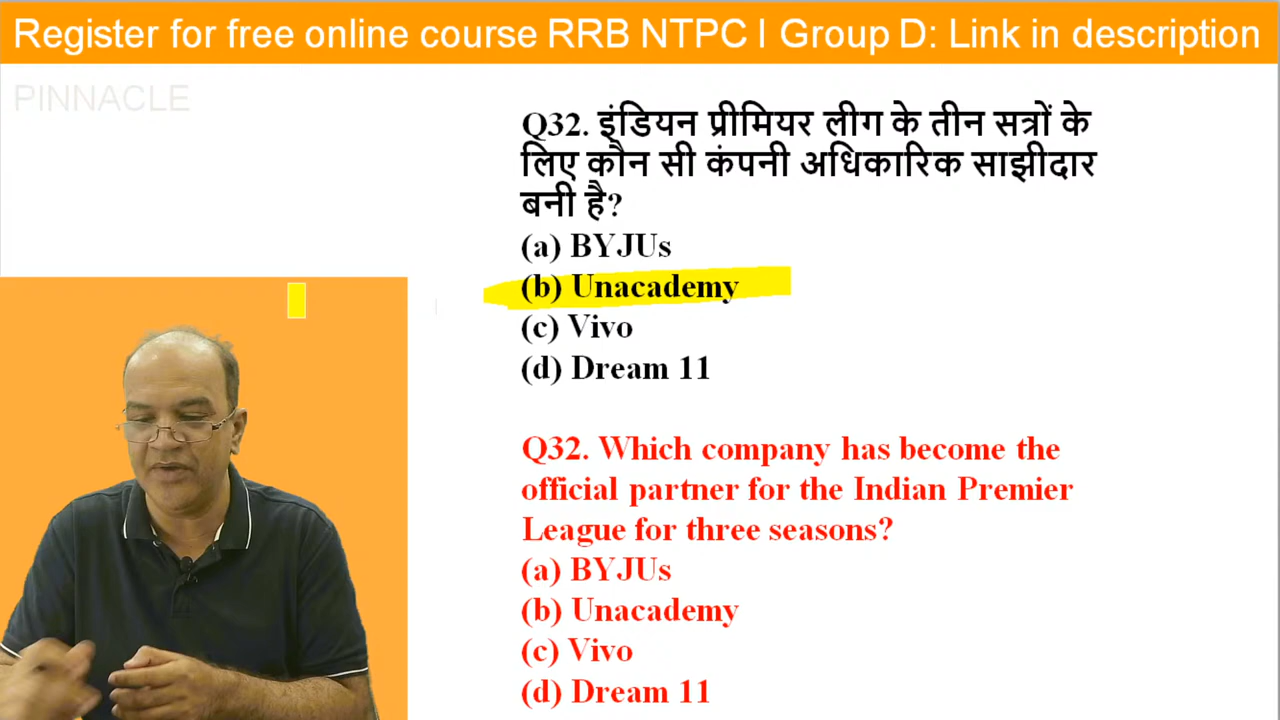 Register for free online course RRB NTPC I Group D: Link in description
PINNACLE
Q32. इंडियन प्रीमियर लीग के तीन सत्रों के
लिए कौन सी कंपनी अधिकारिक साझीदार
बनी है?
(a) BYJUs
(b) Unacademy
(c) Vivo
(d) Dream 11
Q32. Which company has become the
official partner for the Indian Premier
League for three seasons?
(a) BYJUs
(b) Unacademy
(c) Vivo
(d) Dream 11